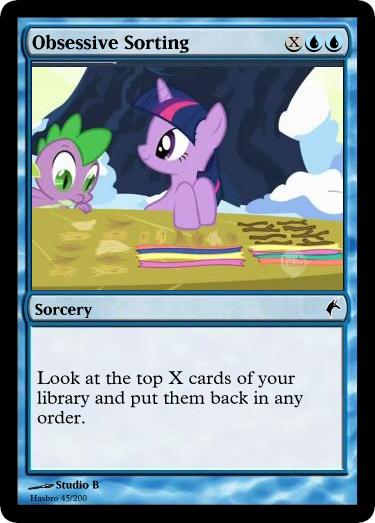 Obsessive Sorting X
Sorcery
Look at the top X cards of your
library and put them back in any
order.
Studio B
Hasbro 45/200